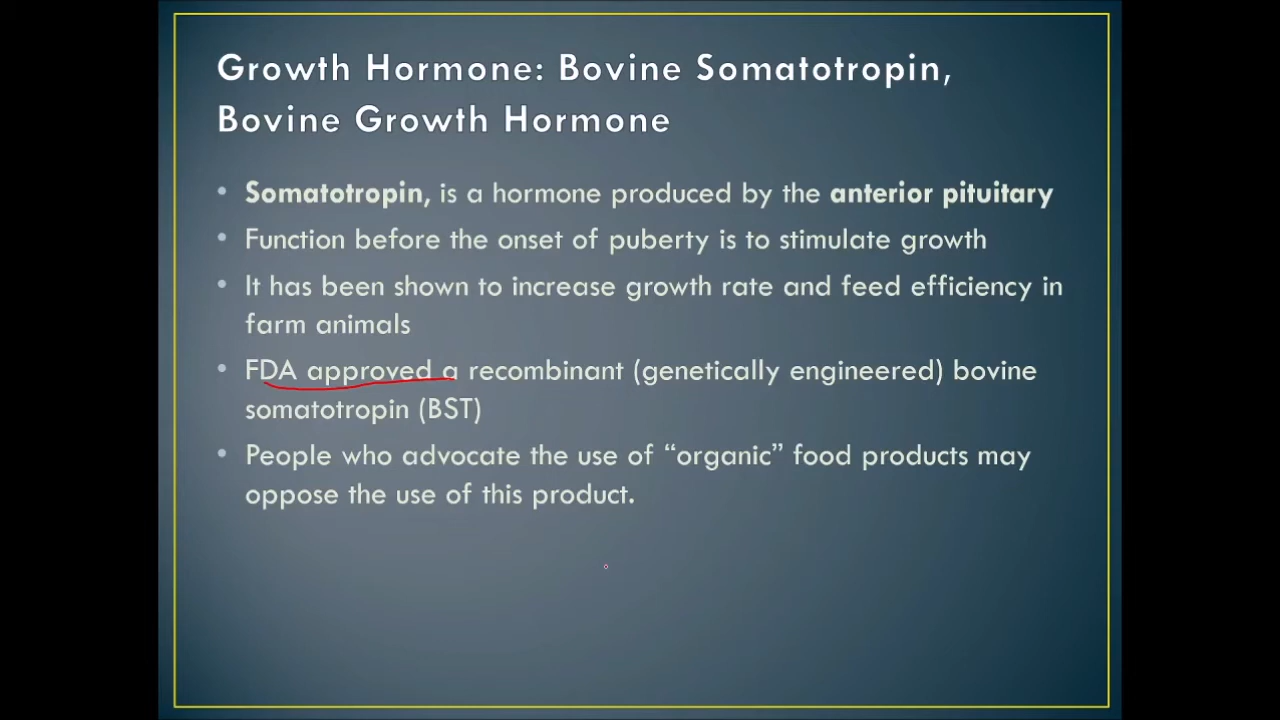 Growth Hormone: Bovine Somatotropin,
Bovine Growth Hormone
• Somatotropin, is a hormone produced by the anterior pituitary
• Function before the onset of puberty is to stimulate growth
• It has been shown to increase growth rate and feed efficiency in
farm animals
• FDA approved a recombinant (genetically engineered) bovine
somatotropin (BST)
• People who advocate the use of “organic” food products may
oppose the use of this product.